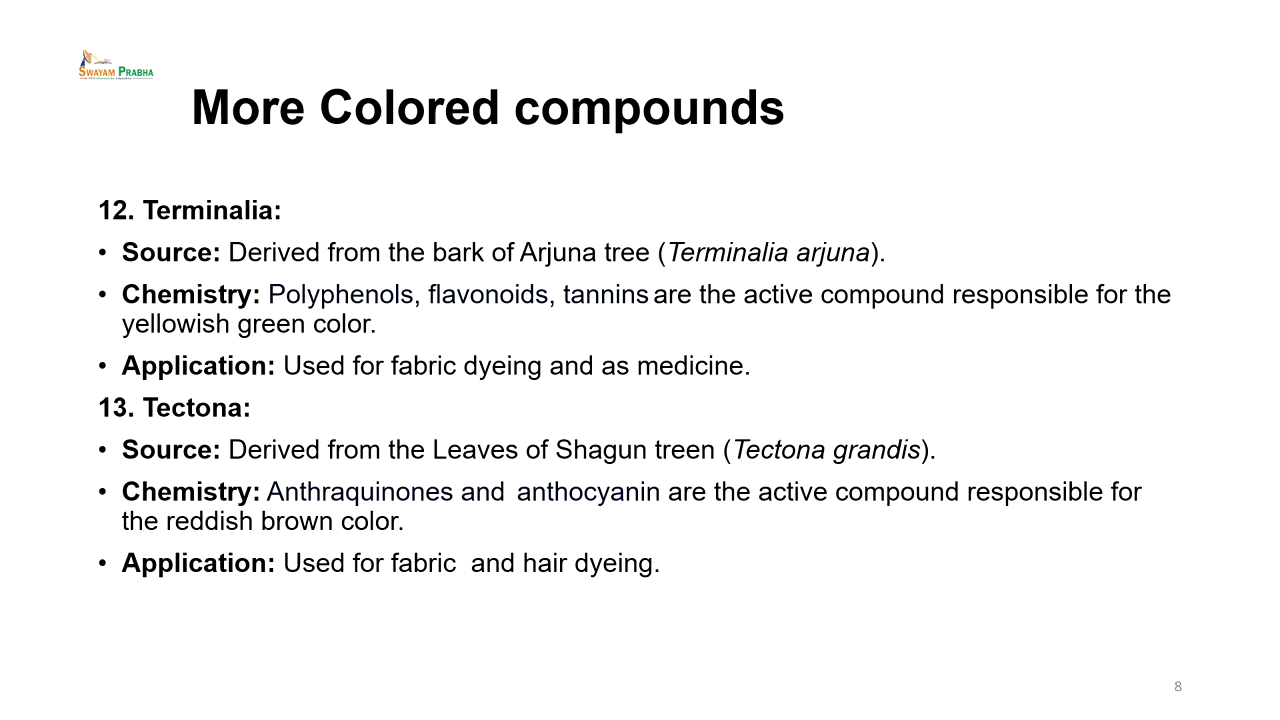 SWAYAM PRABHA
More Colored compounds
12. Terminalia:
• Source: Derived from the bark of Arjuna tree (Terminalia arjuna).
• Chemistry: Polyphenols, flavonoids, tannins are the active compound responsible for the
yellowish green color.
• Application: Used for fabric dyeing and as medicine.
13. Tectona:
• Source: Derived from the Leaves of Shagun treen (Tectona grandis).
• Chemistry: Anthraquinones and anthocyanin are the active compound responsible for
the reddish brown color.
• Application: Used for fabric and hair dyeing.
8